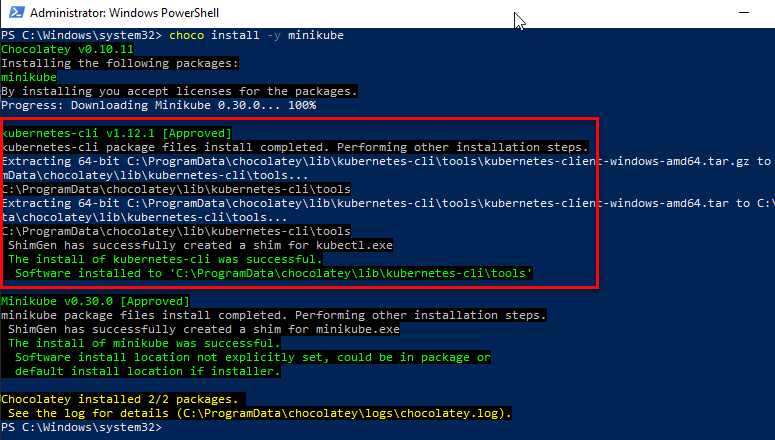 Administrator: Windows PowerShell
PS C:\Windows\system32> choco install -y minikube
Chocolatey v0.10.11
Installing the following packages:
minikube
By installing you accept licenses for the packages.
Progress: Downloading Minikube 0.30.0... 100%
kubernetes-cli v1.12.1 [Approved]
kubernetes-cli package files install completed. Performing other installation steps.
Extracting 64-bit C:\ProgramData\chocolatey\lib\kubernetes-cli\tools\kubernetes-client-windows-amd64.tar.gz to
mData\chocolatey\lib\kubernetes-cli\tools...
C:\ProgramData\chocolatey\lib\kubernetes-cli\tools
Extracting 64-bit C:\ProgramData\chocolatey\lib\kubernetes-cli\tools\kubernetes-client-windows-amd64.tar to C:\
ta\chocolatey\lib\kubernetes-cli\tools...
C:\ProgramData\chocolatey\lib\kubernetes-cli\tools
ShimGen has successfully created a shim for kubectl.exe
The install of kubernetes-cli was successful.
Software installed to 'C:\ProgramData\chocolatey\lib\kubernetes-cli\tools'
Minikube v0.30.0 [Approved]
minikube package files install completed. Performing other installation steps.
ShimGen has successfully created a shim for minikube.exe
The install of minikube was successful.
Software install location not explicitly set, could be in package or
default install location if installer.
Chocolatey installed 2/2 packages.
See the log for details (C:\ProgramData\chocolatey\logs\chocolatey.log).
PS C:\Windows\system32>